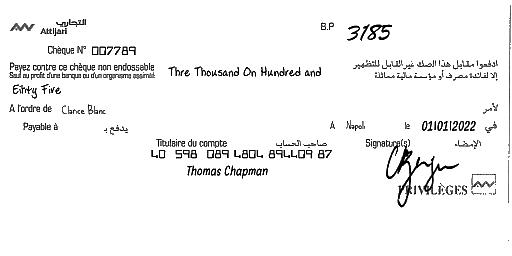 التجاري
Attijari
B.P 3185
Chèque N° 007789
Payez contre ce chèque non endossable
Sauf au profit d'une banque ou d'un organisme assimilé
ادفعوا مقابل هذا الصك غير القابل للتظهير
إلا لفائدة مصرف أو مؤسسة مالية مماثلة
Thre Thousand On Hundred and
Eihty Five
A l'ordre de Clance Blanc لأمر
Payable à يدفع بـ A Napoli le 01/01/2022 في
Titulaire du compte صاحب الحساب Signature(s) الإمضاء
40 598 089 4804 894409 87
Thomas Chapman
PRIVILÈGES